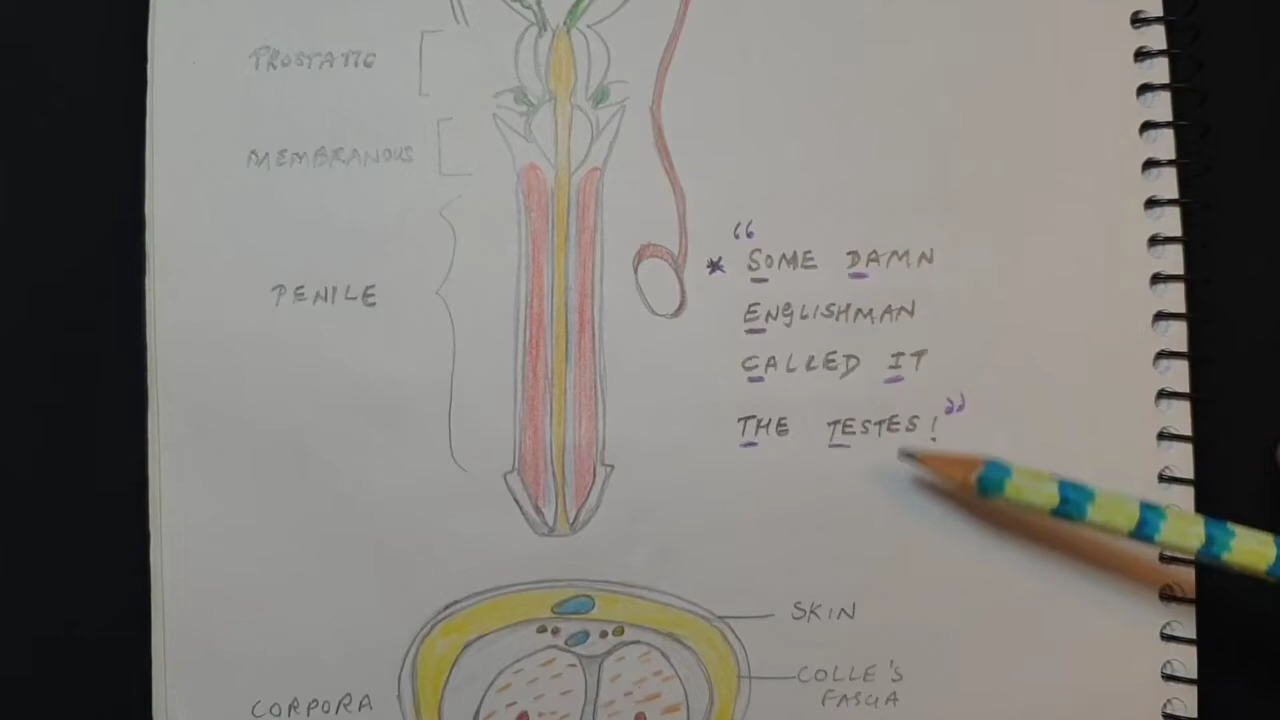 PROSTATIC
MEMBRANOUS
PENILE
* "SOME DAMN
ENGLISHMAN
CALLED IT
THE TESTES!"
SKIN
COLLE'S
FASCIA
CORPORA